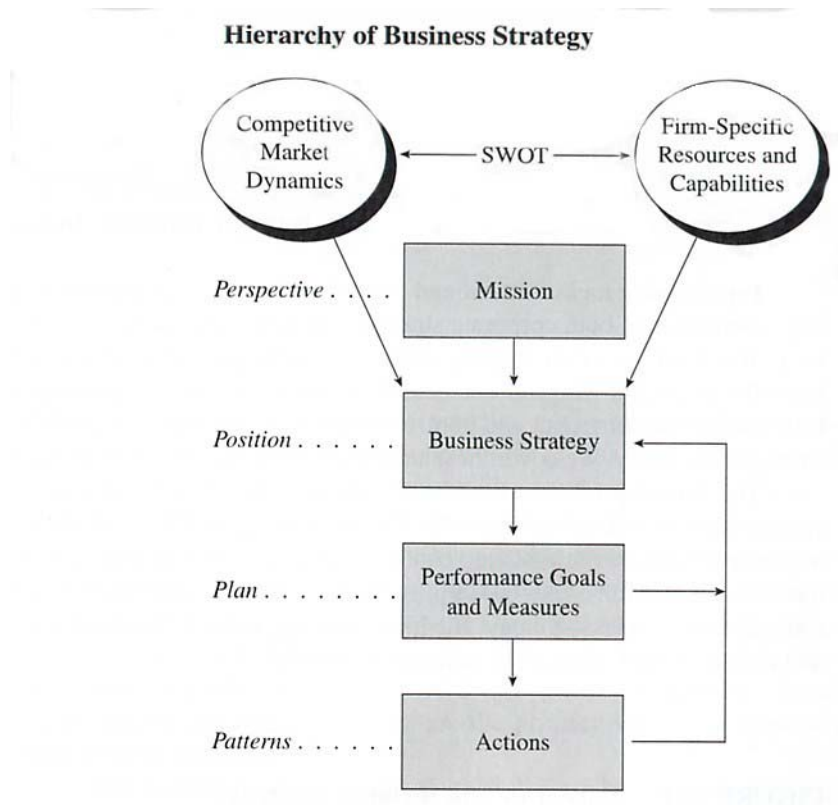 Hierarchy of Business Strategy
Competitive
Market
Dynamics
SWOT
Firm-Specific
Resources and
Capabilities
Perspective . . . .
Mission
Position . . . . . .
Business Strategy
Plan . . . . . . . .
Performance Goals
and Measures
Patterns . . . . . .
Actions